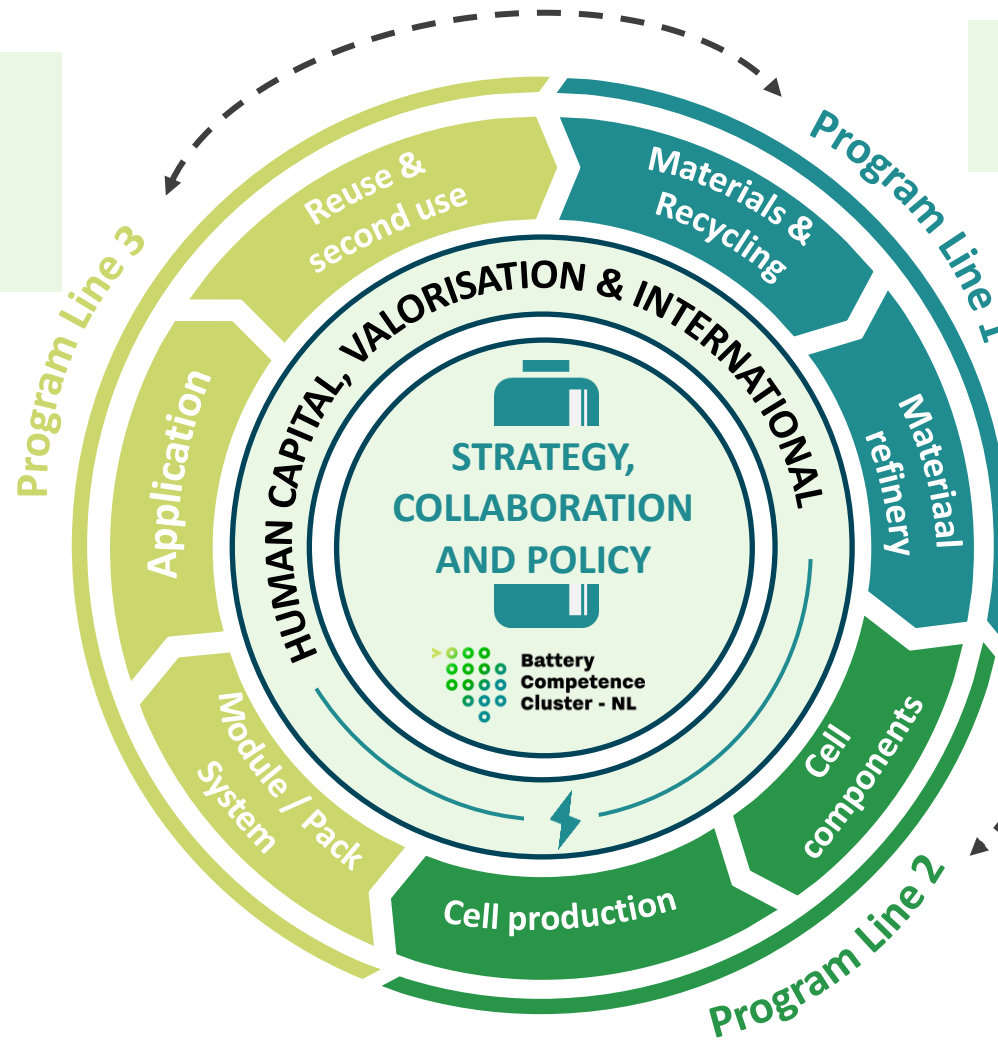 Program Line 1
Materials &
Recycling
Materiaal
refinery
Program Line 2
Cell
components
Cell production
Program Line 3
Module / Pack
System
Application
Reuse &
second use
HUMAN CAPITAL, VALORISATION & INTERNATIONAL
STRATEGY,
COLLABORATION
AND POLICY
Battery
Competence
Cluster - NL